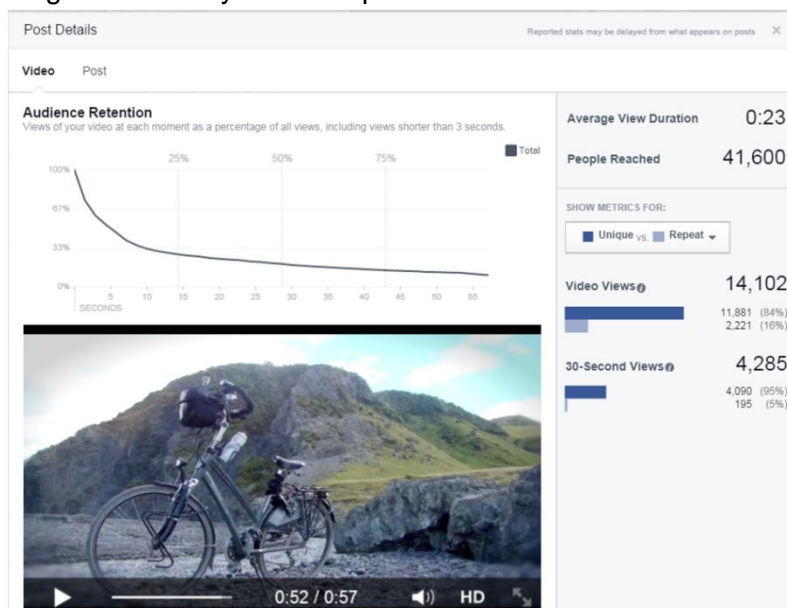 Post Details
Reported stats may be delayed from what appears on posts
Video Post
Audience Retention
Views of your video at each moment as a percentage of all views, including views shorter than 3 seconds.
Total
25% 50% 75%
100%
67%
33%
0%
5 10 15 20 25 30 35 40 45 50 55
SECONDS
0:52 / 0:57
HD
Average View Duration 0:23
People Reached 41,600
SHOW METRICS FOR:
Unique vs. Repeat
Video Views 14,102
11,881 (84%)
2,221 (16%)
30-Second Views 4,285
4,090 (95%)
195 (5%)